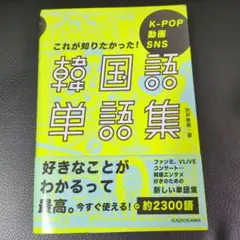 K-POP
動画
SNS
これが知りたかった!
韓国語
単語集
好きなことが
わかるって
最高。今すぐ使える!
ファンミ、VLIVE
コンサート…
韓国エンタメ
好きのための
新しい単語集
約2300語
KADOKAWA